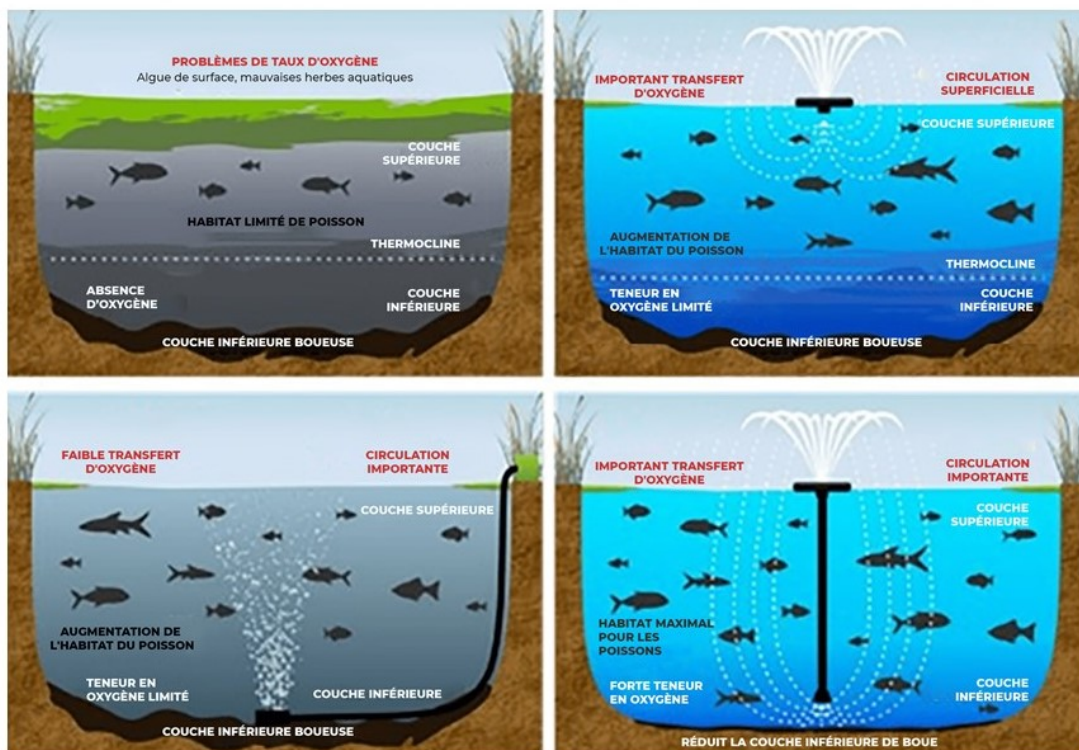 PROBLÈMES DE TAUX D'OXYGÈNE
Algue de surface, mauvaises herbes aquatiques
COUCHE
SUPÉRIEURE
HABITAT LIMITÉ DE POISSON
THERMOCLINE
ABSENCE
D'OXYGÈNE
COUCHE
INFÉRIEURE
COUCHE INFÉRIEURE BOUEUSE
IMPORTANT TRANSFERT
D'OXYGÈNE
CIRCULATION
SUPERFICIELLE
COUCHE SUPÉRIEURE
AUGMENTATION DE
L'HABITAT DU POISSON
THERMOCLINE
TENEUR EN
OXYGÈNE LIMITÉ
COUCHE
INFÉRIEURE
COUCHE INFÉRIEURE BOUEUSE
FAIBLE TRANSFERT
D'OXYGÈNE
CIRCULATION
IMPORTANTE
COUCHE SUPÉRIEURE
AUGMENTATION DE
L'HABITAT DU POISSON
TENEUR EN
OXYGÈNE LIMITÉ
COUCHE INFÉRIEURE
COUCHE INFÉRIEURE BOUEUSE
IMPORTANT TRANSFERT
D'OXYGÈNE
CIRCULATION
IMPORTANTE
COUCHE
SUPÉRIEURE
HABITAT MAXIMAL
POUR LES
POISSONS
FORTE TENEUR
EN OXYGÈNE
COUCHE
INFÉRIEURE
RÉDUIT LA COUCHE INFÉRIEURE DE BOUE